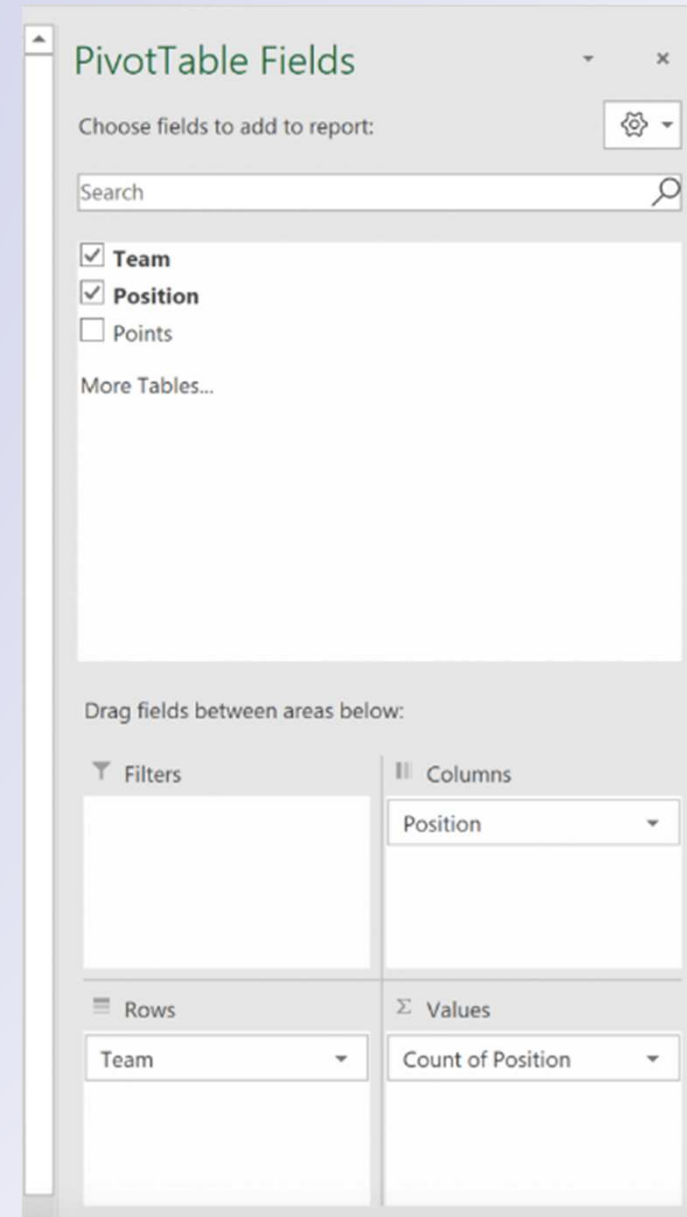 PivotTable Fields
Choose fields to add to report:
Search
Team
Position
Points
More Tables...
Drag fields between areas below:
Filters
Columns
Position
Rows
Σ Values
Team
Count of Position